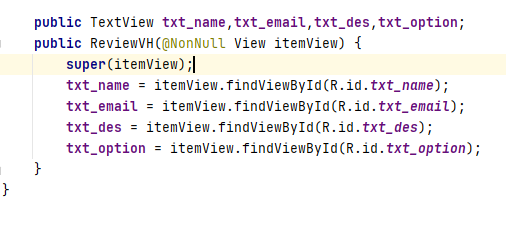 public TextView txt_name,txt_email,txt_des,txt_option;
public ReviewVH(@NonNull View itemView) {
super(itemView);
txt_name = itemView.findViewById(R.id.txt_name);
txt_email = itemView.findViewById(R.id.txt_email);
txt_des = itemView.findViewById(R.id.txt_des);
txt_option = itemView.findViewById(R.id.txt_option);
}
}